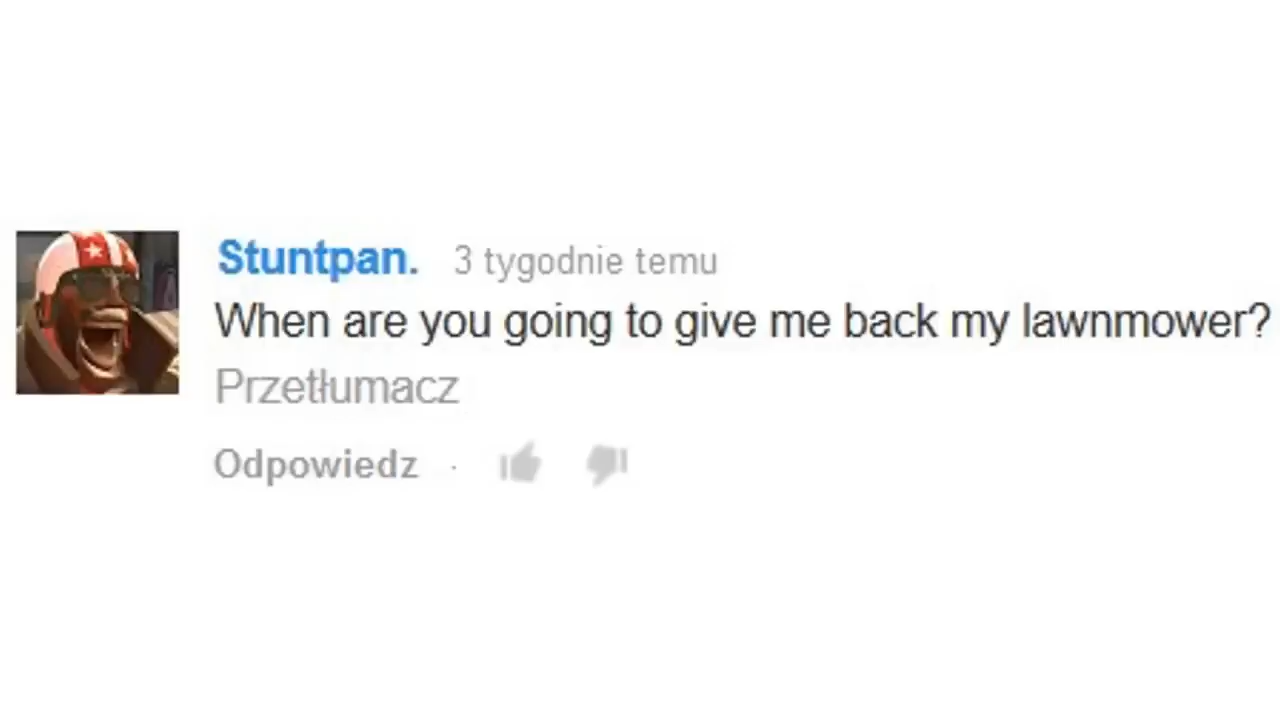 Stuntpan. 3 tygodnie temu
When are you going to give me back my lawnmower?
Przetłumacz
Odpowiedz ·